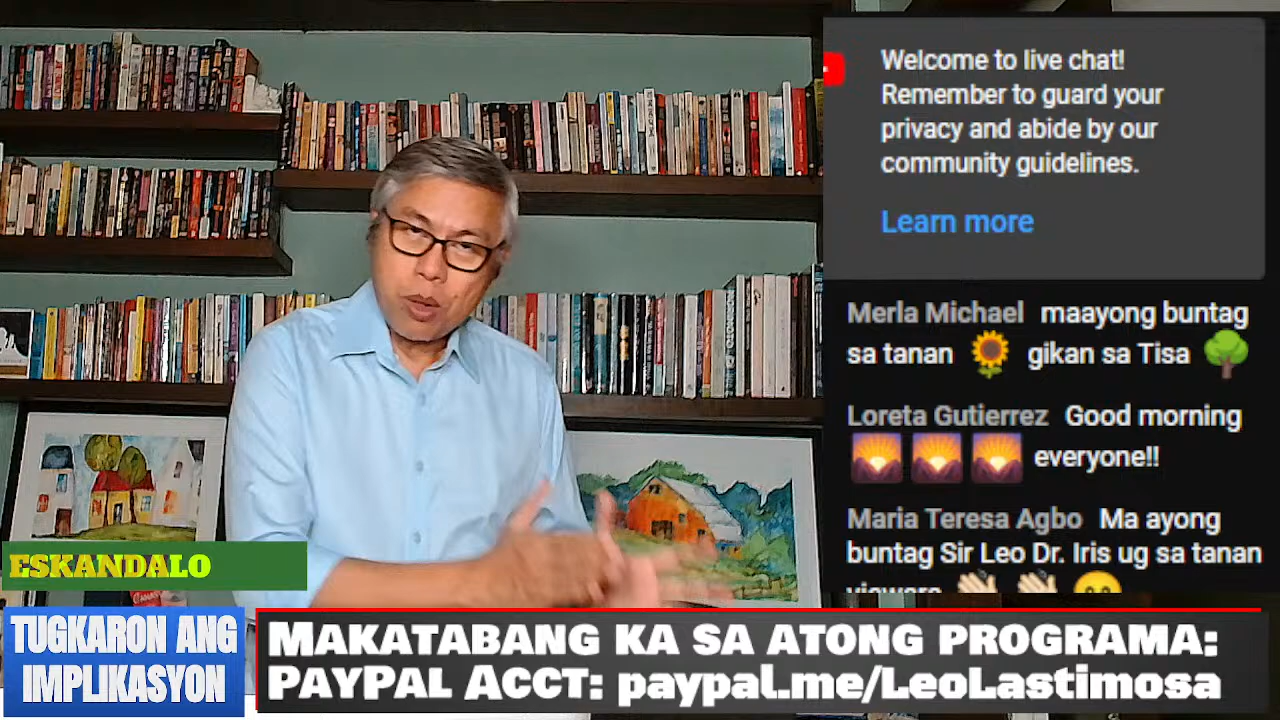 Welcome to live chat!
Remember to guard your
privacy and abide by our
community guidelines.
Learn more
Merla Michael maayong buntag
sa tanan 🌻 gikan sa Tisa 🌳
Loreta Gutierrez Good morning
🌄 🌄 🌄 everyone!!
Maria Teresa Agbo Ma ayong
buntag Sir Leo Dr. Iris ug sa tanan
ESKANDALO
TUGKARON ANG
IMPLIKASYON
MAKATABANG KA SA ATONG PROGRAMA:
PAYPAL ACCT: paypal.me/LeoLastimosa